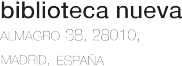 biblioteca nueva
ALMAGRO 38, 28010,
MADRID, ESPAÑA